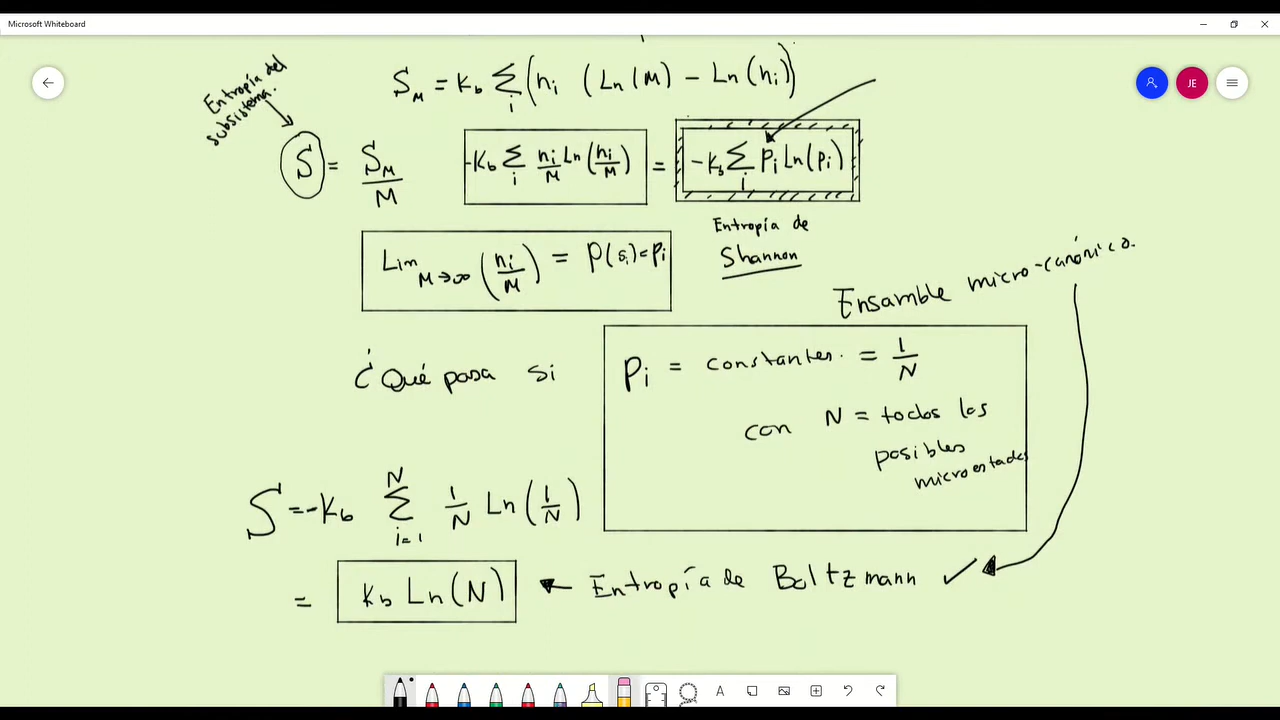 Microsoft Whiteboard
S_M = K_b Σ_i (n_i (Ln(M) - Ln(n_i))
Entropía del
subsistema.
S = S_M/M
-K_b Σ_i n_i/M Ln(n_i/M) = -K_b Σ_i P_i Ln(P_i)
Entropía de
Shannon
Lim_{M→∞} (n_i/M) = P(s_i) = P_i
Ensamble micro-canónico.
¿Qué pasa si
P_i = constantes. = 1/N
con N = todos los
posibles
microestados
S = -K_b Σ_{i=1}^{N} 1/N Ln(1/N)
= K_b Ln(N) ← Entropía de Boltzmann ✓
JE
A